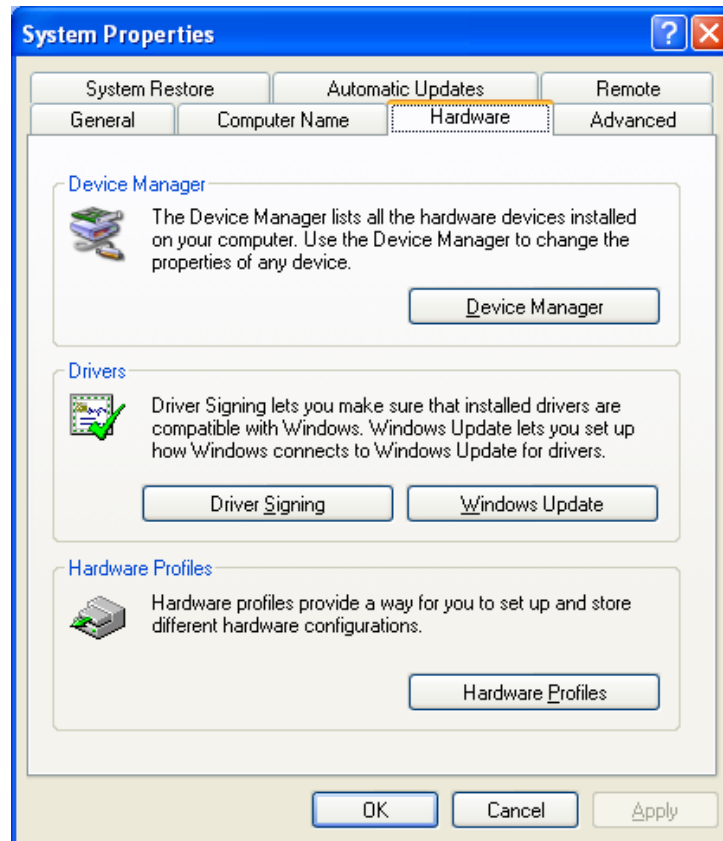 System Properties
System Restore Automatic Updates Remote
General Computer Name Hardware Advanced
Device Manager
The Device Manager lists all the hardware devices installed
on your computer. Use the Device Manager to change the
properties of any device.
Device Manager
Drivers
Driver Signing lets you make sure that installed drivers are
compatible with Windows. Windows Update lets you set up
how Windows connects to Windows Update for drivers.
Driver Signing Windows Update
Hardware Profiles
Hardware profiles provide a way for you to set up and store
different hardware configurations.
Hardware Profiles
OK Cancel Apply